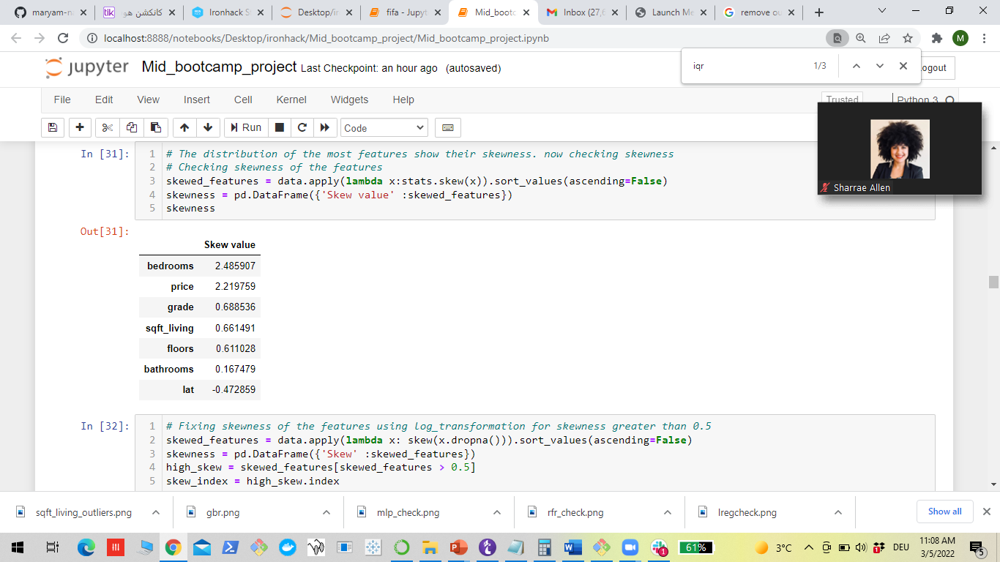 maryam-na
tlk
كانكشن هو
Ironhack St
Desktop/ir
fifa - Jupyt
Mid_bootc
Inbox (27,6
Launch Me
remove ou
localhost:8888/notebooks/Desktop/ironhack/Mid_bootcamp_project/Mid_bootcamp_project.ipynb
M
jupyter Mid_bootcamp_project Last Checkpoint: an hour ago (autosaved)
iqr 1/3
ogout
File Edit View Insert Cell Kernel Widgets Help
Trusted
Python 3
Run
Code
Sharrae Allen
In [31]:
1 # The distribution of the most features show their skewness. now checking skewness
2 # Checking skewness of the features
3 skewed_features = data.apply(lambda x:stats.skew(x)).sort_values(ascending=False)
4 skewness = pd.DataFrame({'Skew value' :skewed_features})
5 skewness
Out[31]:
Skew value
bedrooms 2.485907
price 2.219759
grade 0.688536
sqft_living 0.661491
floors 0.611028
bathrooms 0.167479
lat -0.472859
In [32]:
1 # Fixing skewness of the features using log_transformation for skewness greater than 0.5
2 skewed_features = data.apply(lambda x: skew(x.dropna())).sort_values(ascending=False)
3 skewness = pd.DataFrame({'Skew' :skewed_features})
4 high_skew = skewed_features[skewed_features > 0.5]
5 skew_index = high_skew.index
sqft_living_outliers.png
gbr.png
mlp_check.png
rfr_check.png
lregcheck.png
Show all
61%
3°C
DEU
11:08 AM
3/5/2022
5